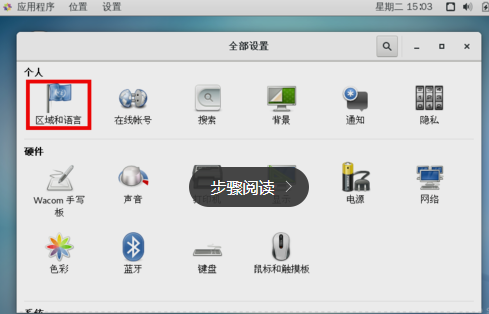 应用程序 位置 设置 星期二 15:03
全部设置
个人
区域和语言 在线帐号 搜索 背景 通知 隐私
硬件
Wacom 手写板 声音 电源 网络
步骤阅读
色彩 蓝牙 键盘 鼠标和触摸板